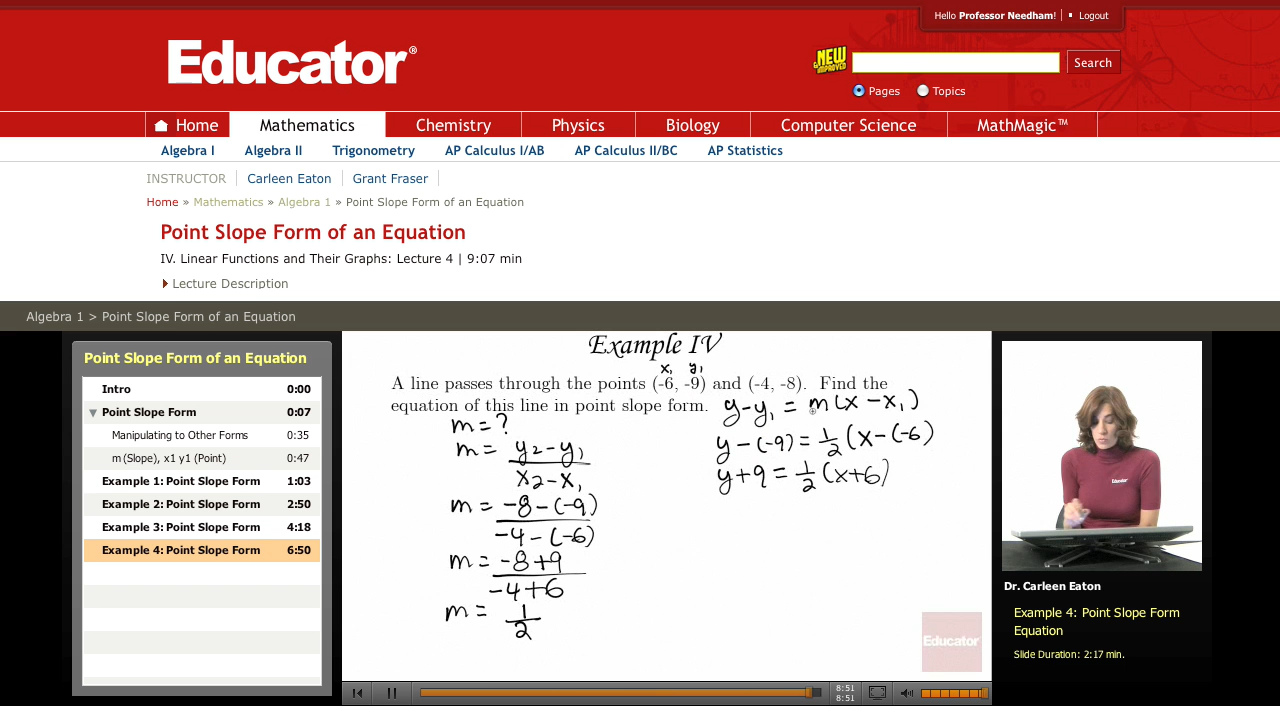 Hello Professor Needham! Logout
Educator®
NEW
& IMPROVED
Search
Pages Topics
Home Mathematics Chemistry Physics Biology Computer Science MathMagic™
Algebra I Algebra II Trigonometry AP Calculus I/AB AP Calculus II/BC AP Statistics
INSTRUCTOR Carleen Eaton Grant Fraser
Home » Mathematics » Algebra 1 » Point Slope Form of an Equation
Point Slope Form of an Equation
IV. Linear Functions and Their Graphs: Lecture 4 | 9:07 min
Lecture Description
Algebra 1 > Point Slope Form of an Equation
Point Slope Form of an Equation
Intro 0:00
Point Slope Form 0:07
Manipulating to Other Forms 0:35
m (Slope), x1 y1 (Point) 0:47
Example 1: Point Slope Form 1:03
Example 2: Point Slope Form 2:50
Example 3: Point Slope Form 4:18
Example 4: Point Slope Form 6:50
Example IV
x₁ y₁
A line passes through the points (-6, -9) and (-4, -8). Find the
equation of this line in point slope form.
m = ?
m = y₂ - y₁
x₂ - x₁
m = -8 - (-9)
-4 - (-6)
m = -8 + 9
-4 + 6
m = 1
2
y - y₁ = m (x - x₁)
y - (-9) = 1/2 (x - (-6)
y + 9 = 1/2 (x + 6)
Educator
8:51
8:51
Educator
Dr. Carleen Eaton
Example 4: Point Slope Form
Equation
Slide Duration: 2:17 min.